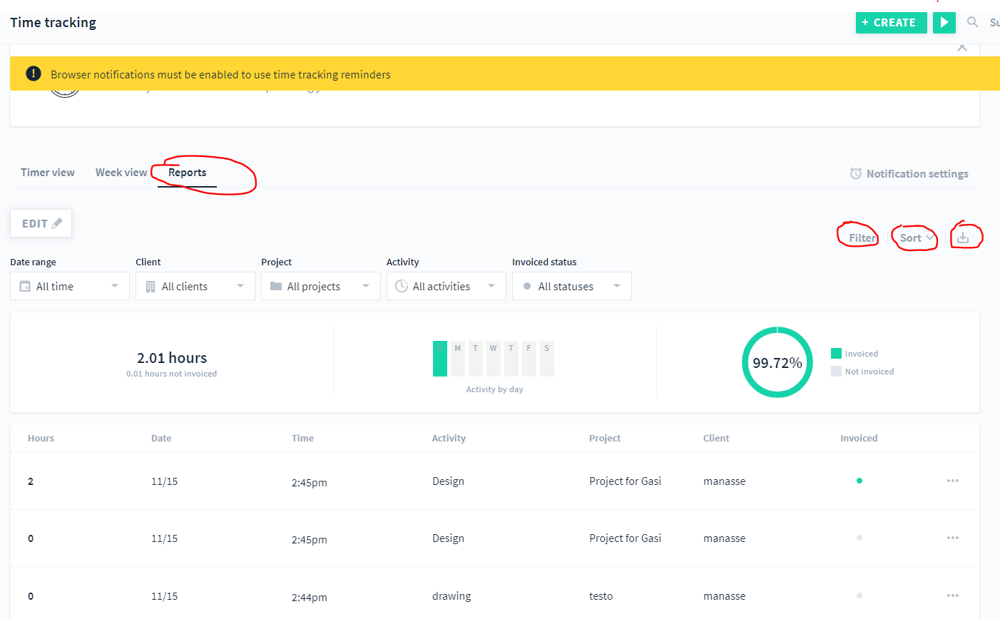 Time tracking
+ CREATE
Su
Browser notifications must be enabled to use time tracking reminders
Timer view Week view Reports
Notification settings
EDIT
Filter Sort
Date range Client Project Activity Invoiced status
All time All clients All projects All activities All statuses
2.01 hours
0.01 hours not invoiced
M T W T F S
Activity by day
99.72%
Invoiced
Not invoiced
Hours Date Time Activity Project Client Invoiced
2 11/15 2:45pm Design Project for Gasi manasse
0 11/15 2:45pm Design Project for Gasi manasse
0 11/15 2:44pm drawing testo manasse